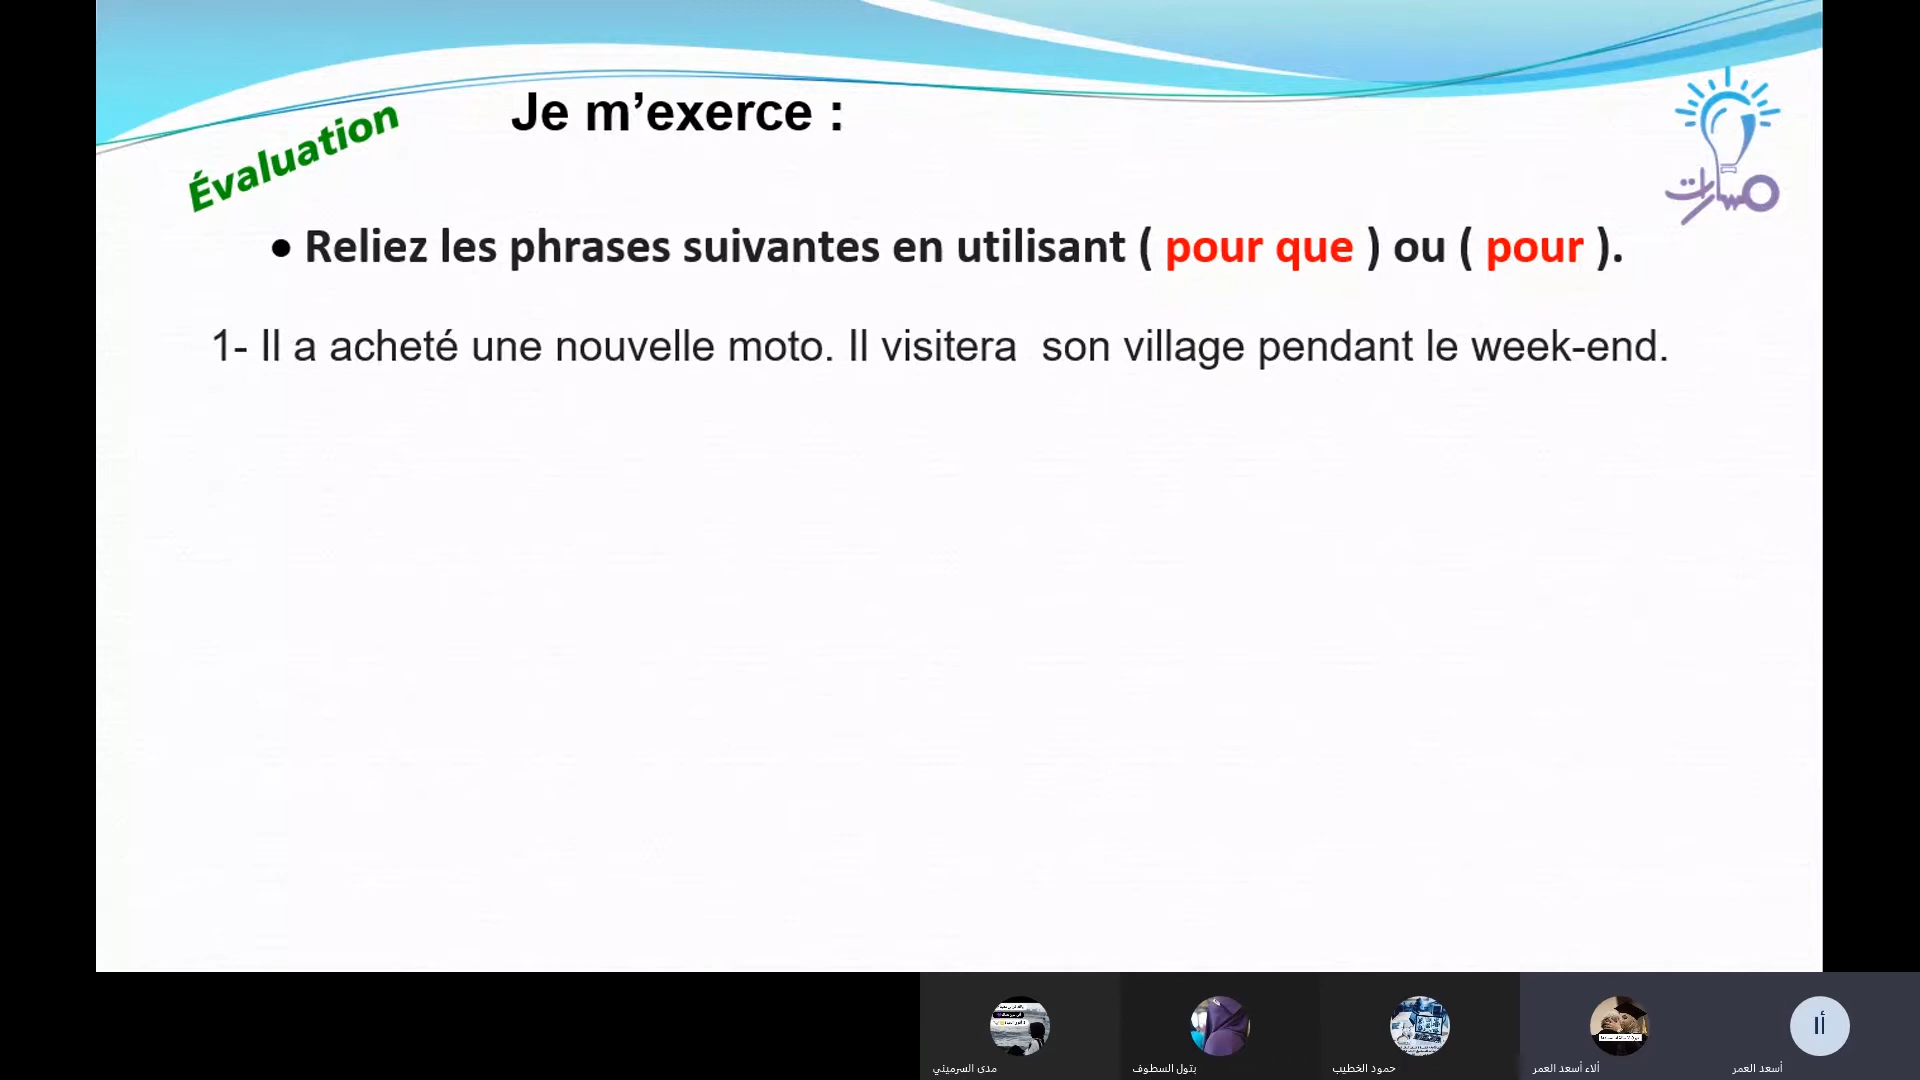 Évaluation
Je m’exerce :
مسارات
• Reliez les phrases suivantes en utilisant ( pour que ) ou ( pour ).
1- Il a acheté une nouvelle moto. Il visitera  son village pendant le week-end.
أا
مدى السرميني
بتول السطوف
حمود الخطيب
آلاء أسعد العمر
أسعد العمر